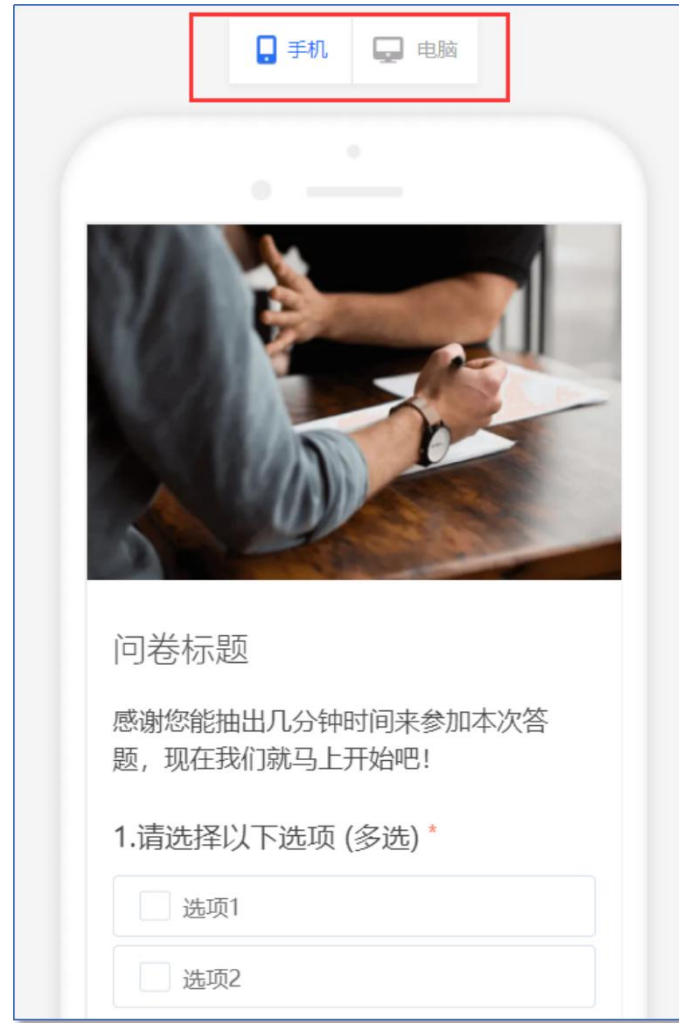 手机
电脑
问卷标题
感谢您能抽出几分钟时间来参加本次答
题，现在我们就马上开始吧！
1.请选择以下选项 (多选) *
选项1
选项2